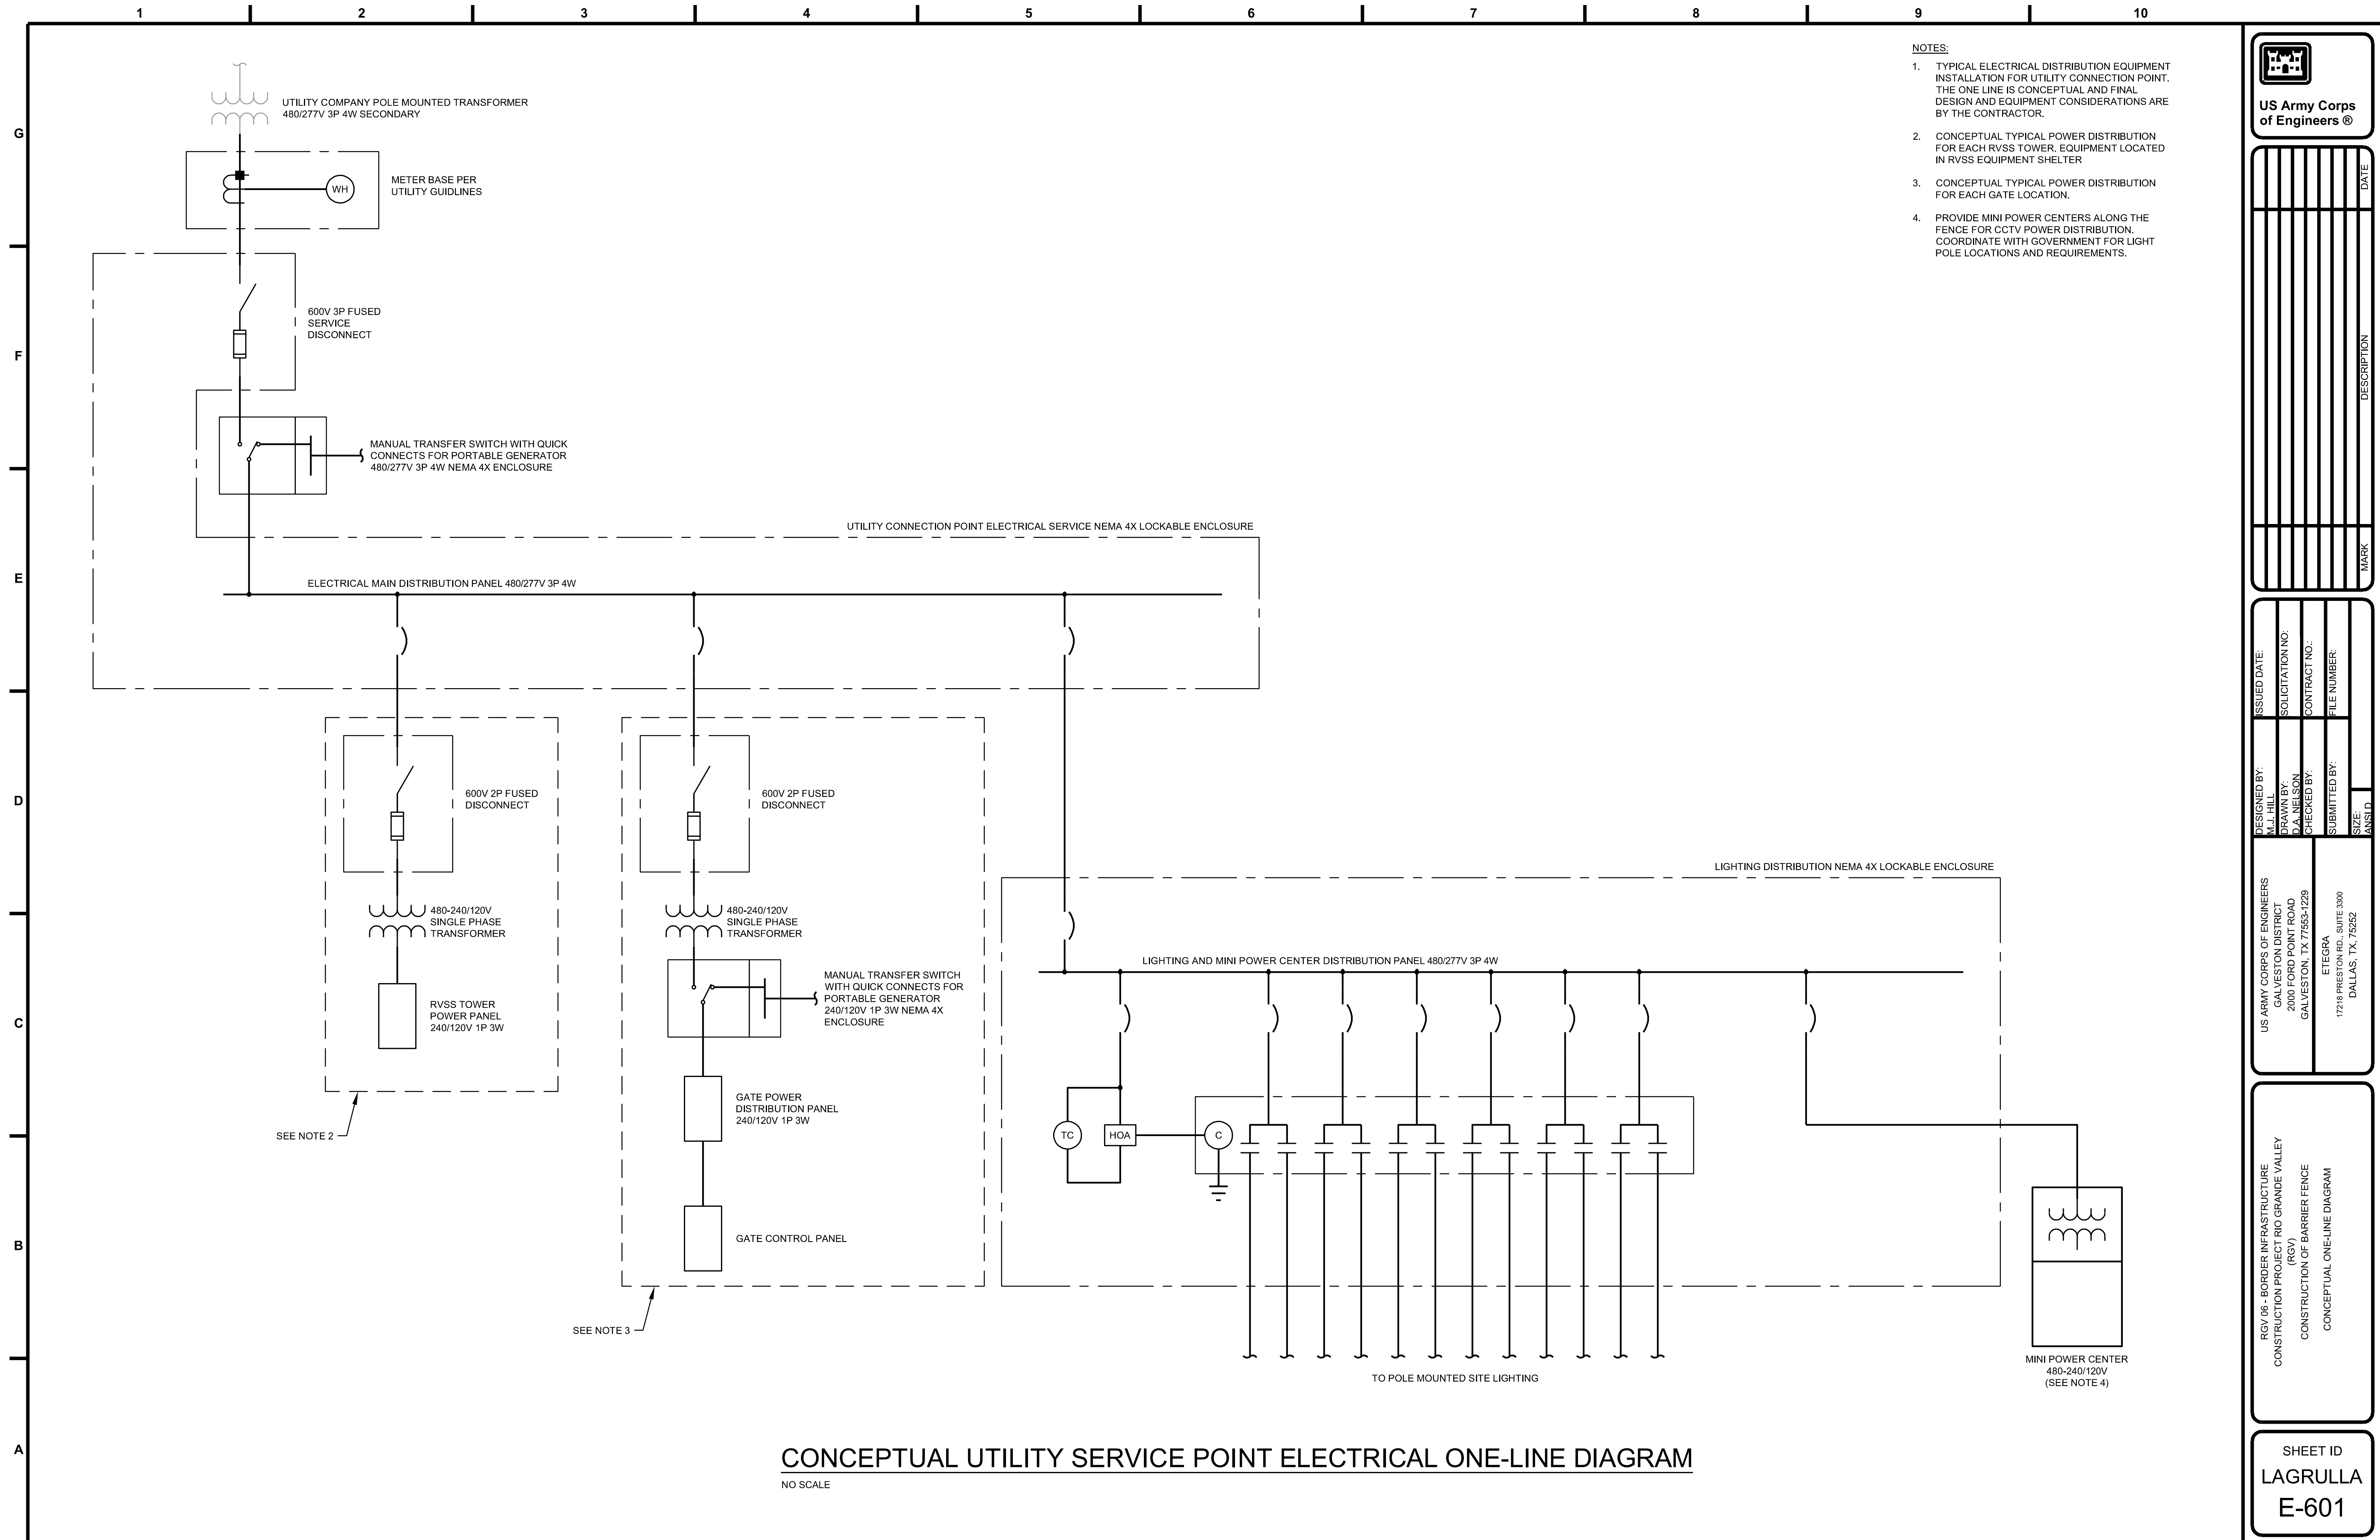 1 2 3 4 5 6 7 8 9 10
G
F
E
D
C
B
A
NOTES:
1. TYPICAL ELECTRICAL DISTRIBUTION EQUIPMENT
INSTALLATION FOR UTILITY CONNECTION POINT.
THE ONE LINE IS CONCEPTUAL AND FINAL
DESIGN AND EQUIPMENT CONSIDERATIONS ARE
BY THE CONTRACTOR.
2. CONCEPTUAL TYPICAL POWER DISTRIBUTION
FOR EACH RVSS TOWER. EQUIPMENT LOCATED
IN RVSS EQUIPMENT SHELTER
3. CONCEPTUAL TYPICAL POWER DISTRIBUTION
FOR EACH GATE LOCATION.
4. PROVIDE MINI POWER CENTERS ALONG THE
FENCE FOR CCTV POWER DISTRIBUTION.
COORDINATE WITH GOVERNMENT FOR LIGHT
POLE LOCATIONS AND REQUIREMENTS.
UTILITY COMPANY POLE MOUNTED TRANSFORMER
480/277V 3P 4W SECONDARY
WH
METER BASE PER
UTILITY GUIDLINES
600V 3P FUSED
SERVICE
DISCONNECT
MANUAL TRANSFER SWITCH WITH QUICK
CONNECTS FOR PORTABLE GENERATOR
480/277V 3P 4W NEMA 4X ENCLOSURE
UTILITY CONNECTION POINT ELECTRICAL SERVICE NEMA 4X LOCKABLE ENCLOSURE
ELECTRICAL MAIN DISTRIBUTION PANEL 480/277V 3P 4W
600V 2P FUSED
DISCONNECT
480-240/120V
SINGLE PHASE
TRANSFORMER
RVSS TOWER
POWER PANEL
240/120V 1P 3W
SEE NOTE 2
600V 2P FUSED
DISCONNECT
480-240/120V
SINGLE PHASE
TRANSFORMER
MANUAL TRANSFER SWITCH
WITH QUICK CONNECTS FOR
PORTABLE GENERATOR
240/120V 1P 3W NEMA 4X
ENCLOSURE
GATE POWER
DISTRIBUTION PANEL
240/120V 1P 3W
GATE CONTROL PANEL
SEE NOTE 3
LIGHTING DISTRIBUTION NEMA 4X LOCKABLE ENCLOSURE
LIGHTING AND MINI POWER CENTER DISTRIBUTION PANEL 480/277V 3P 4W
TC
HOA
C
TO POLE MOUNTED SITE LIGHTING
MINI POWER CENTER
480-240/120V
(SEE NOTE 4)
CONCEPTUAL UTILITY SERVICE POINT ELECTRICAL ONE-LINE DIAGRAM
NO SCALE
US Army Corps
of Engineers ®
DATE
DESCRIPTION
MARK
ISSUED DATE:
SOLICITATION NO:
CONTRACT NO.:
FILE NUMBER:
DESIGNED BY:
M.J. HILL
DRAWN BY:
D.A. NELSON
CHECKED BY:
SUBMITTED BY:
SIZE:
ANSI D
US ARMY CORPS OF ENGINEERS
GALVESTON DISTRICT
2000 FORD POINT ROAD
GALVESTON, TX 77553-1229
ETEGRA
17218 PRESTON RD., SUITE 3300
DALLAS, TX, 75252
RGV 06 - BORDER INFRASTRUCTURE
CONSTRUCTION PROJECT RIO GRANDE VALLEY
(RGV)
CONSTRUCTION OF BARRIER FENCE
CONCEPTUAL ONE-LINE DIAGRAM
SHEET ID
LAGRULLA
E-601